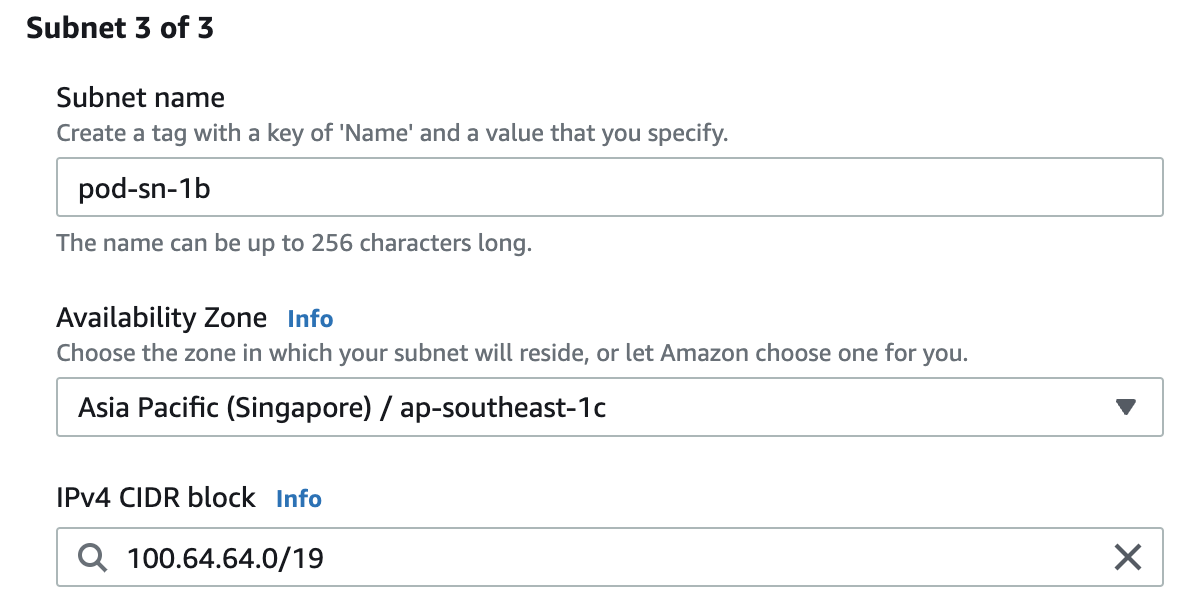 Subnet 3 of 3
Subnet name
Create a tag with a key of 'Name' and a value that you specify.
pod-sn-1b
The name can be up to 256 characters long.
Availability Zone Info
Choose the zone in which your subnet will reside, or let Amazon choose one for you.
Asia Pacific (Singapore) / ap-southeast-1c
IPv4 CIDR block Info
100.64.64.0/19